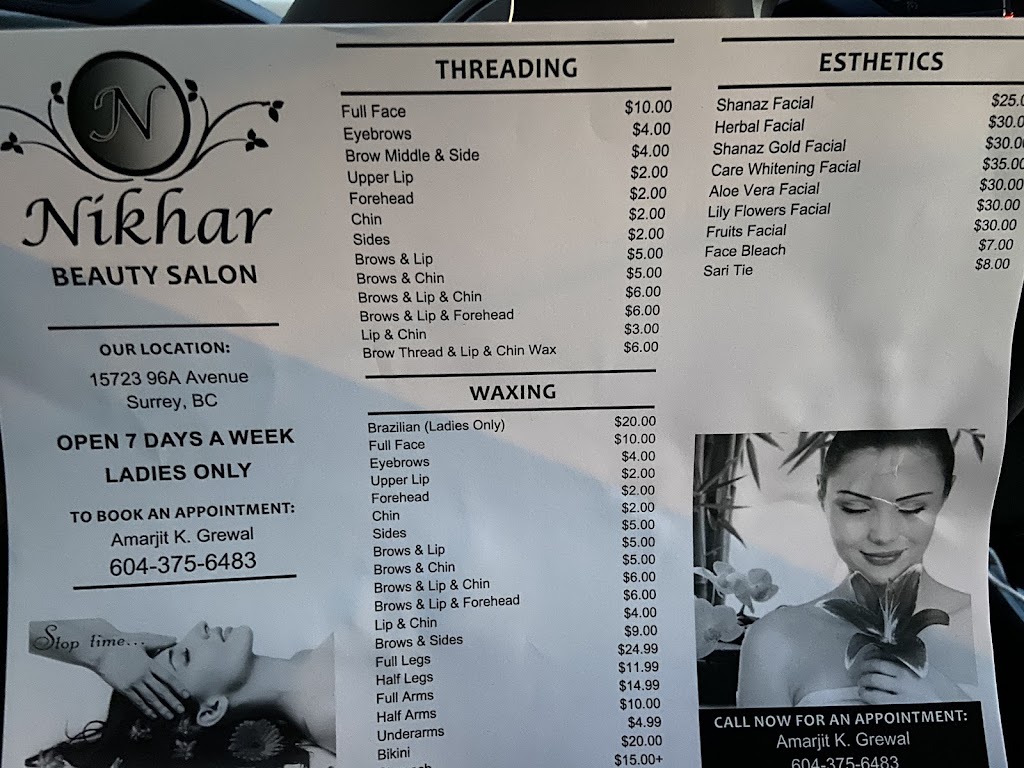 N
Nikhar
BEAUTY SALON
OUR LOCATION:
15723 96A Avenue
Surrey, BC
OPEN 7 DAYS A WEEK
LADIES ONLY
TO BOOK AN APPOINTMENT:
Amarjit K. Grewal
604-375-6483
Stop time...
THREADING
Full Face $10.00
Eyebrows $4.00
Brow Middle & Side $4.00
Upper Lip $2.00
Forehead $2.00
Chin $2.00
Sides $2.00
Brows & Lip $5.00
Brows & Chin $5.00
Brows & Lip & Chin $6.00
Brows & Lip & Forehead $6.00
Lip & Chin $3.00
Brow Thread & Lip & Chin Wax $6.00
WAXING
Brazilian (Ladies Only) $20.00
Full Face $10.00
Eyebrows $4.00
Upper Lip $2.00
Forehead $2.00
Chin $2.00
Sides $5.00
Brows & Lip $5.00
Brows & Chin $5.00
Brows & Lip & Chin $6.00
Brows & Lip & Forehead $6.00
Lip & Chin $4.00
Brows & Sides $9.00
Full Legs $24.99
Half Legs $11.99
Full Arms $14.99
Half Arms $10.00
Underarms $4.99
Bikini $20.00
$15.00+
ESTHETICS
Shanaz Facial $25.0
Herbal Facial $30.0
Shanaz Gold Facial $30.00
Care Whitening Facial $35.00
Aloe Vera Facial $30.00
Lily Flowers Facial $30.00
Fruits Facial $30.00
Face Bleach $7.00
Sari Tie $8.00
CALL NOW FOR AN APPOINTMENT:
Amarjit K. Grewal
604-375-6483